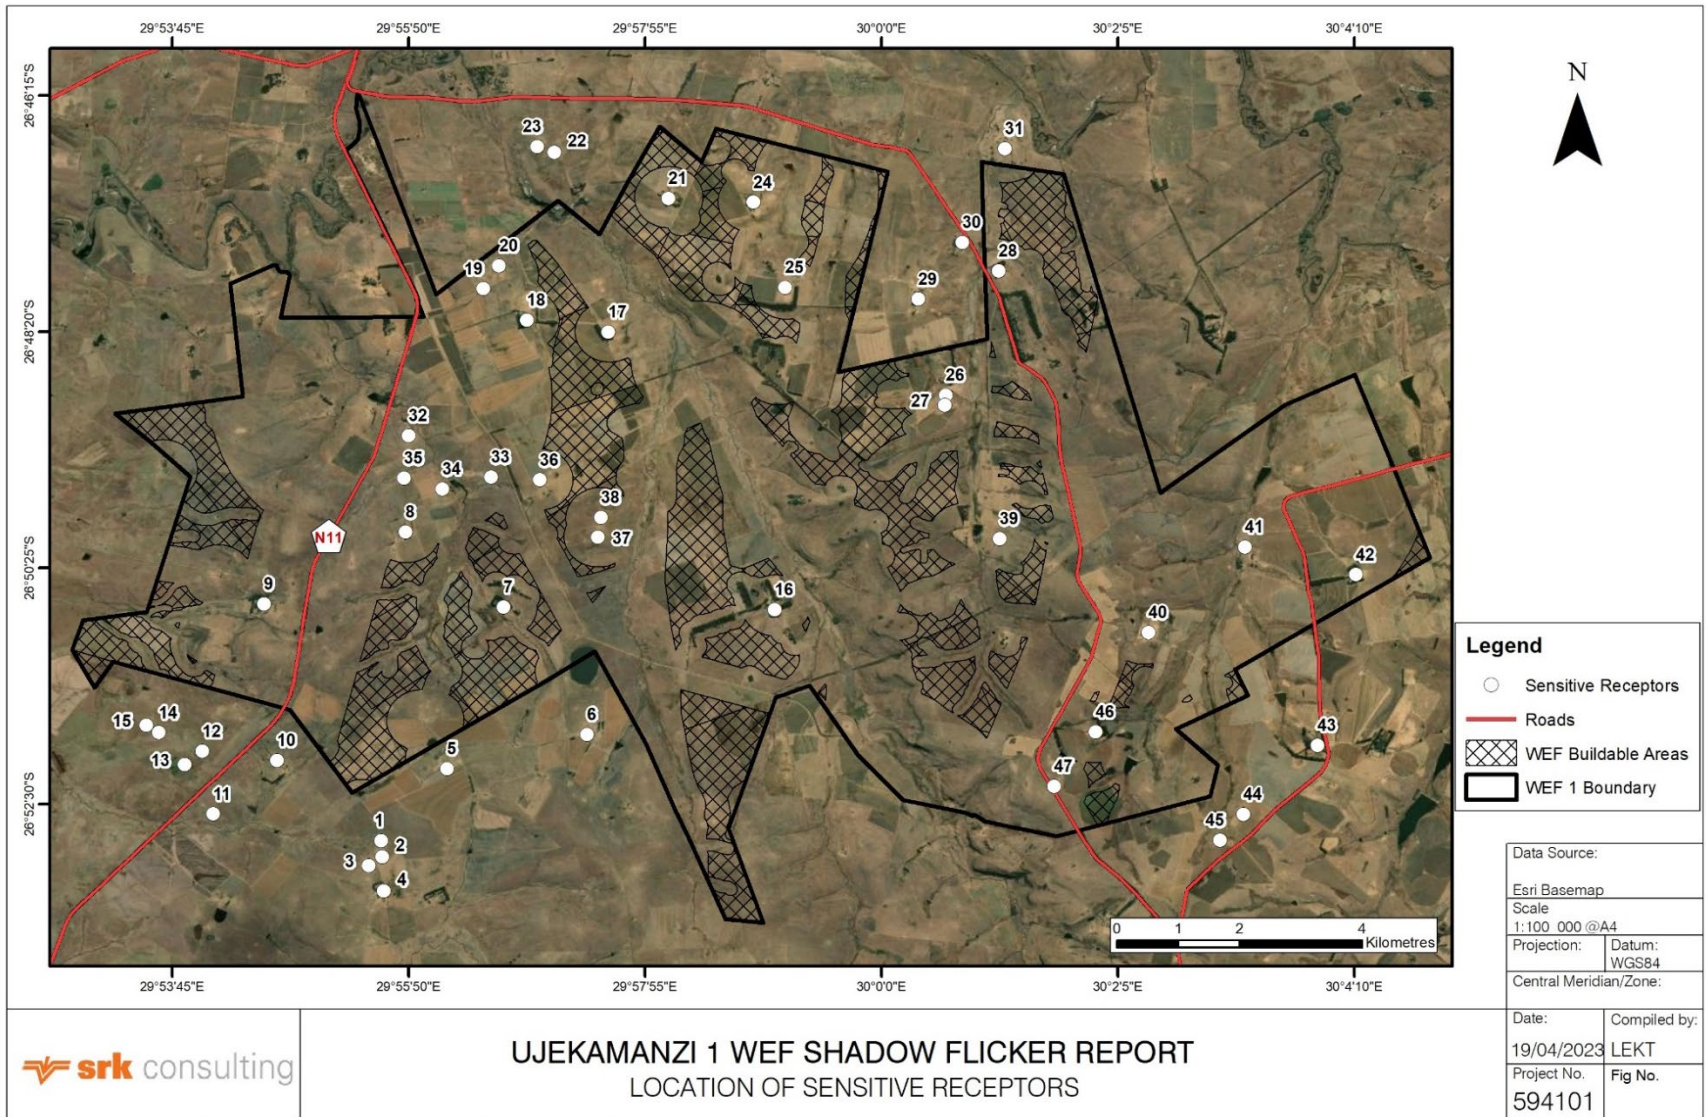 29°53'45"E
29°55'50"E
29°57'55"E
30°0'0"E
30°2'5"E
30°4'10"E
26°46'15"S
26°48'20"S
26°50'25"S
26°52'30"S
N
31
23
22
21
24
30
28
20
19
25
29
18
17
26
27
32
35
34
33
36
38
8
N11
37
39
41
42
9
7
16
40
15
14
12
13
10
6
5
46
43
47
11
44
45
1
2
3
4
0 1 2 4
Kilometres
29°53'45"E
29°55'50"E
29°57'55"E
30°0'0"E
30°2'5"E
30°4'10"E
Legend
Sensitive Receptors
Roads
WEF Buildable Areas
WEF 1 Boundary
Data Source:
Esri Basemap
Scale
1:100 000 @A4
Projection:
Datum:
WGS84
Central Meridian/Zone:
Date:
19/04/2023
Compiled by:
LEKT
Project No.
594101
Fig No.
srk consulting
UJEKAMANZI 1 WEF SHADOW FLICKER REPORT
LOCATION OF SENSITIVE RECEPTORS